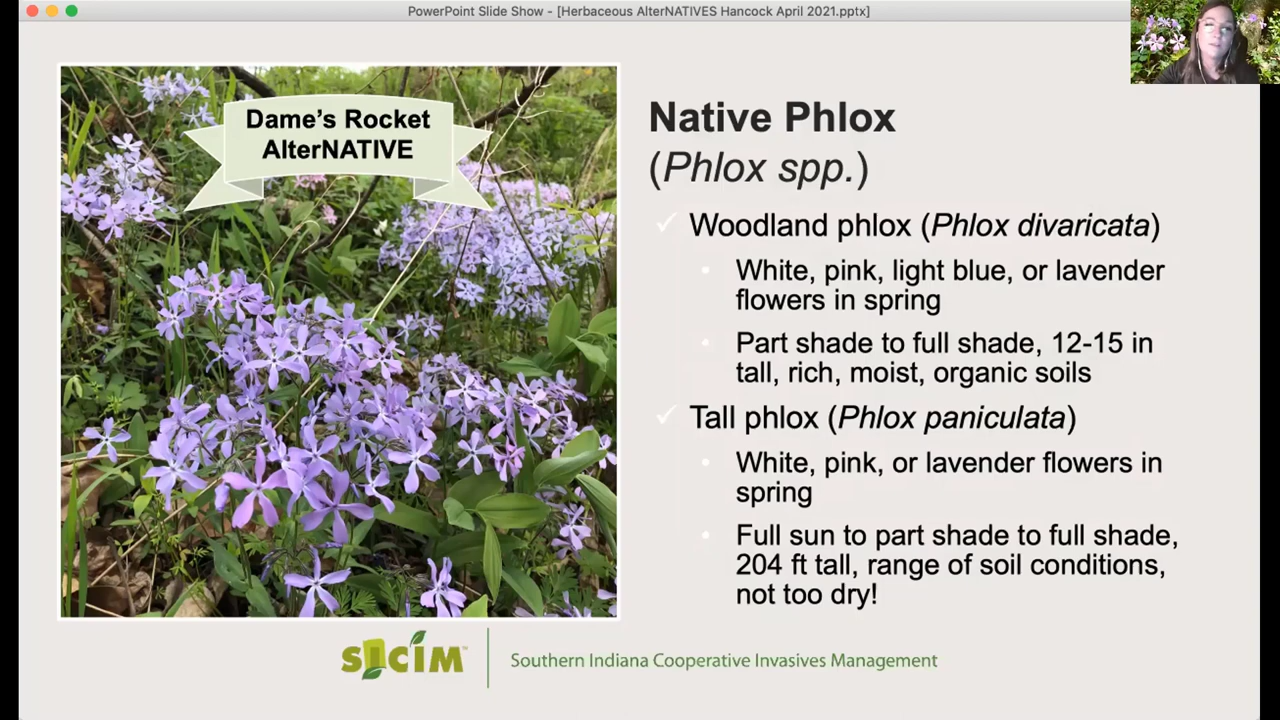 PowerPoint Slide Show - [Herbaceous AlterNATIVES Hancock April 2021.pptx]
Dame's Rocket
AlterNATIVE
Native Phlox
(Phlox spp.)
Woodland phlox (Phlox divaricata)
White, pink, light blue, or lavender
flowers in spring
Part shade to full shade, 12-15 in
tall, rich, moist, organic soils
Tall phlox (Phlox paniculata)
White, pink, or lavender flowers in
spring
Full sun to part shade to full shade,
204 ft tall, range of soil conditions,
not too dry!
SICIM™
Southern Indiana Cooperative Invasives Management